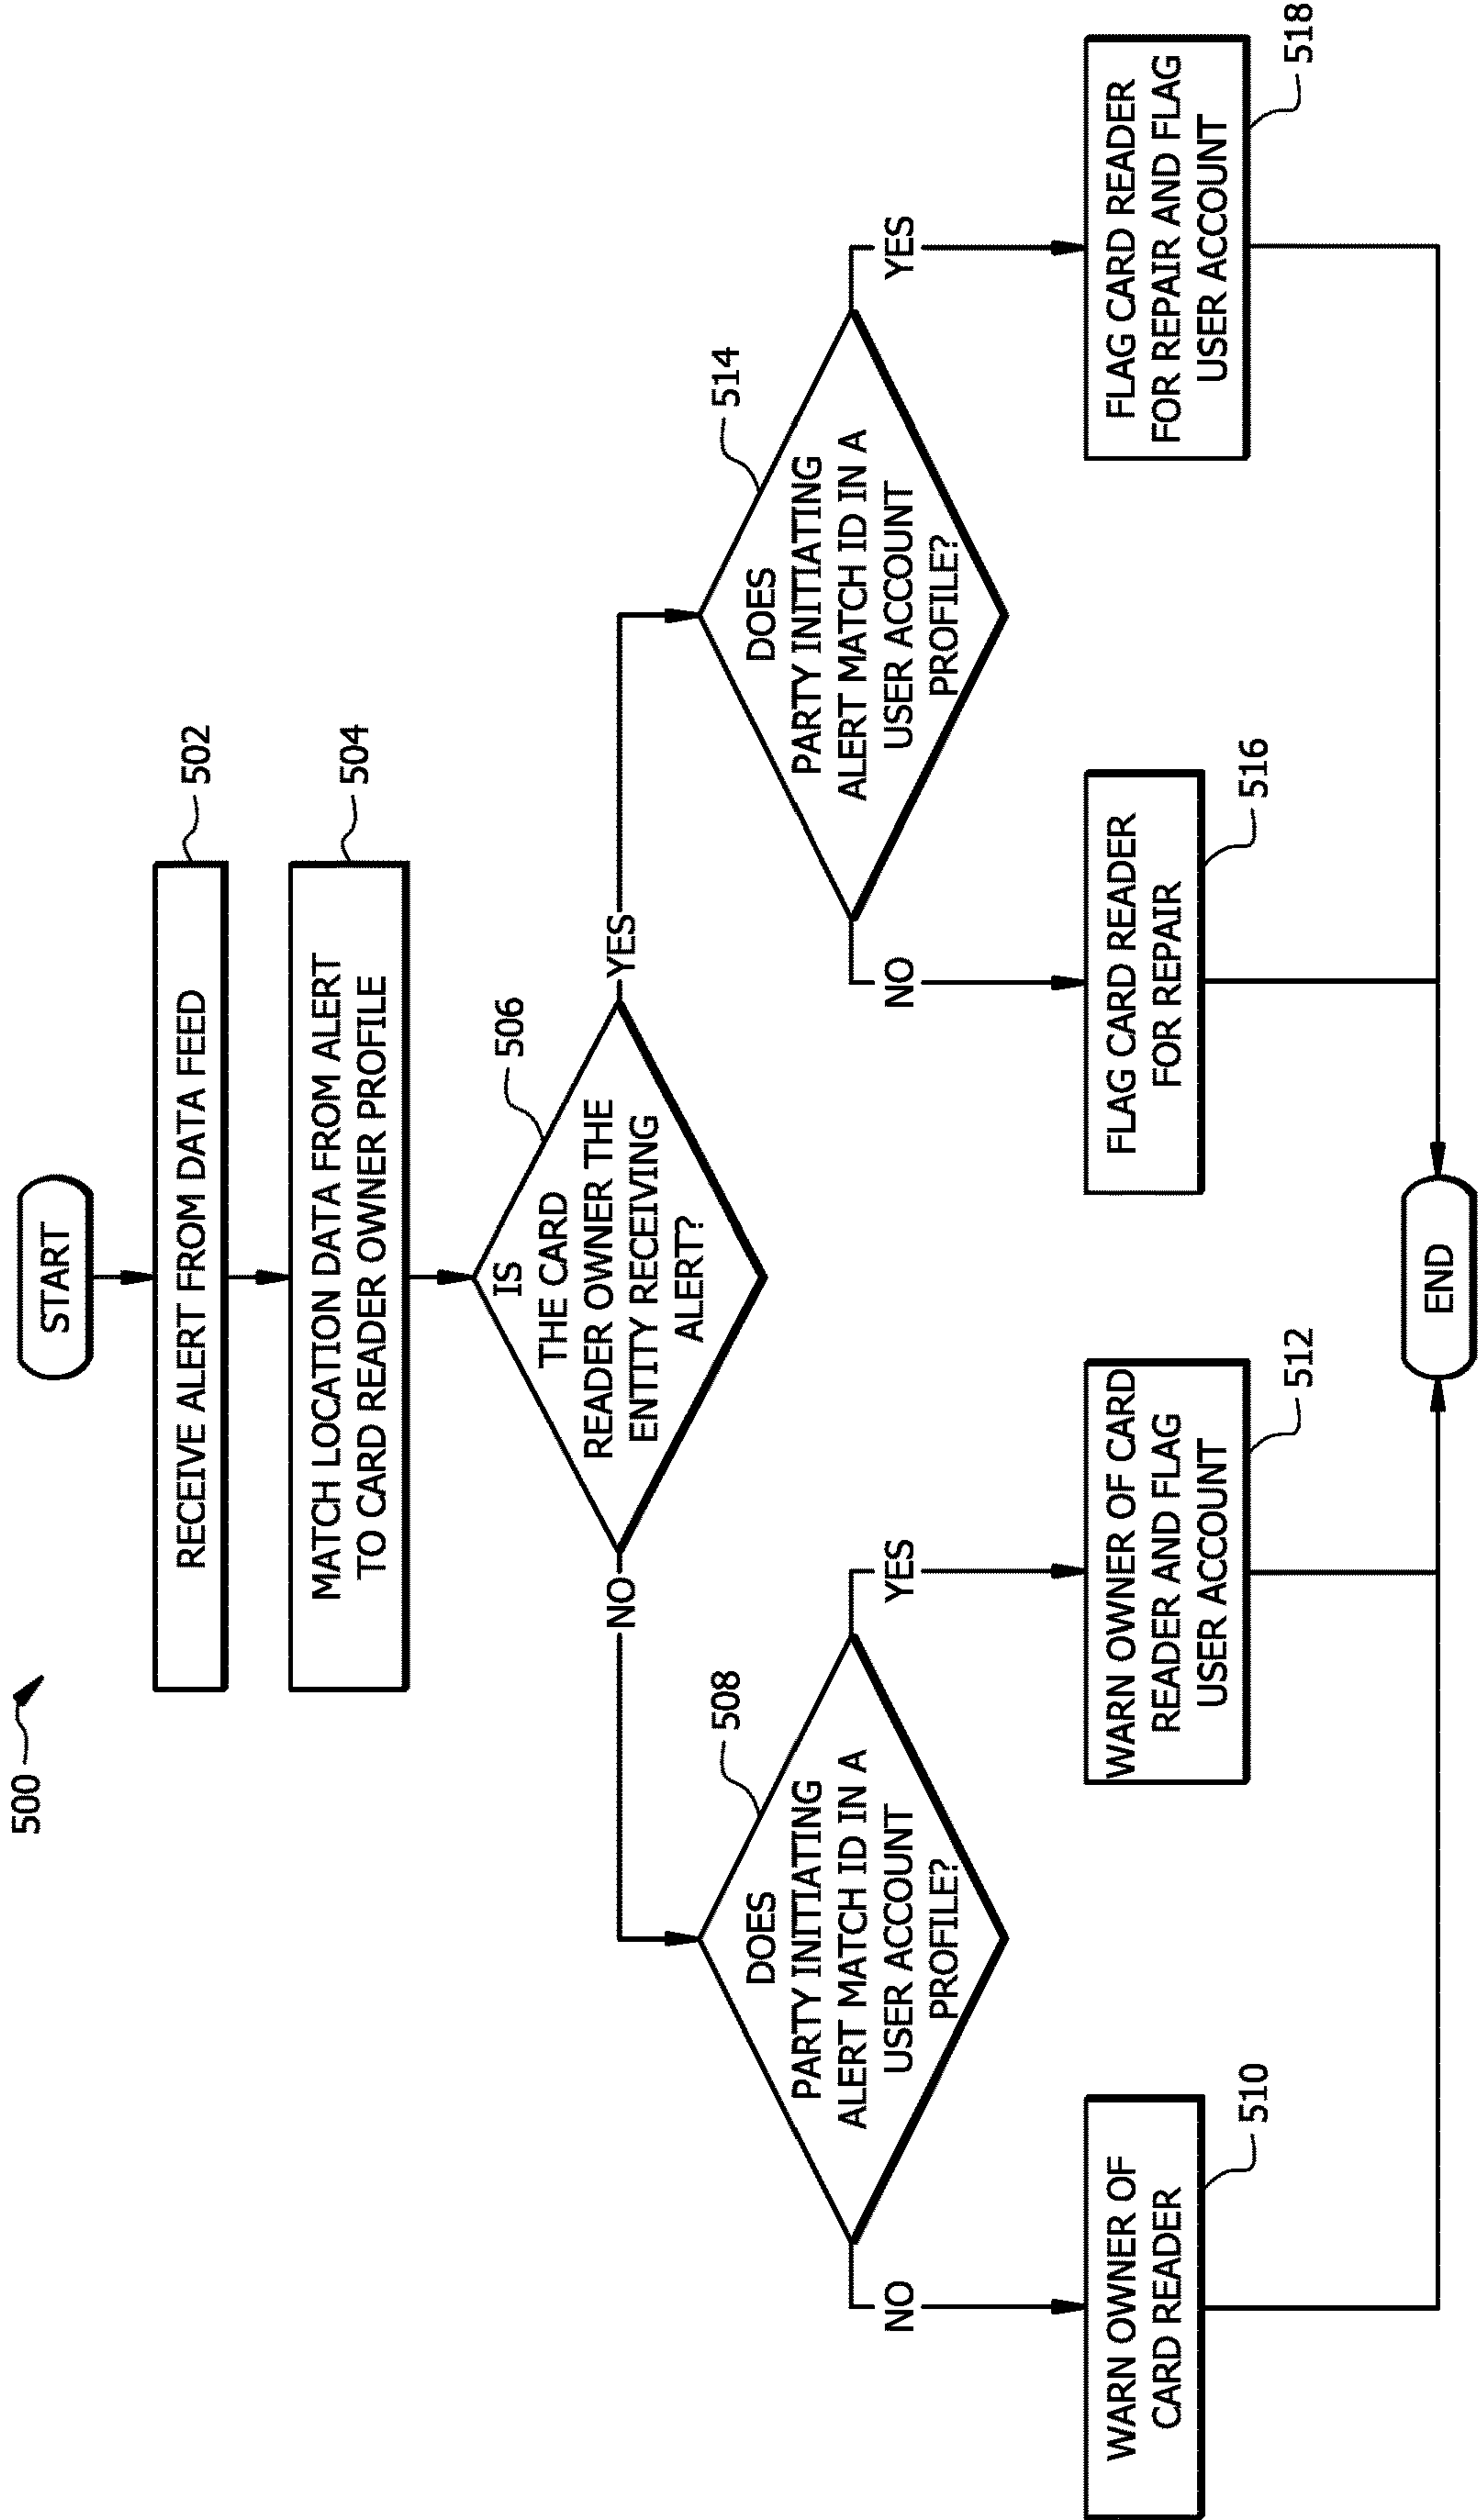 500
START
RECEIVE ALERT FROM DATA FEED
502
MATCH LOCATION DATA FROM ALERT
TO CARD READER OWNER PROFILE
504
IS
THE CARD
READER OWNER THE
ENTITY RECEIVING
ALERT?
506
NO
YES
DOES
PARTY INITIATING
ALERT MATCH ID IN A
USER ACCOUNT
PROFILE?
508
DOES
PARTY INITIATING
ALERT MATCH ID IN A
USER ACCOUNT
PROFILE?
514
NO
YES
NO
YES
WARN OWNER OF
CARD READER
510
WARN OWNER OF CARD
READER AND FLAG
USER ACCOUNT
512
FLAG CARD READER
FOR REPAIR
516
FLAG CARD READER
FOR REPAIR AND FLAG
USER ACCOUNT
518
END